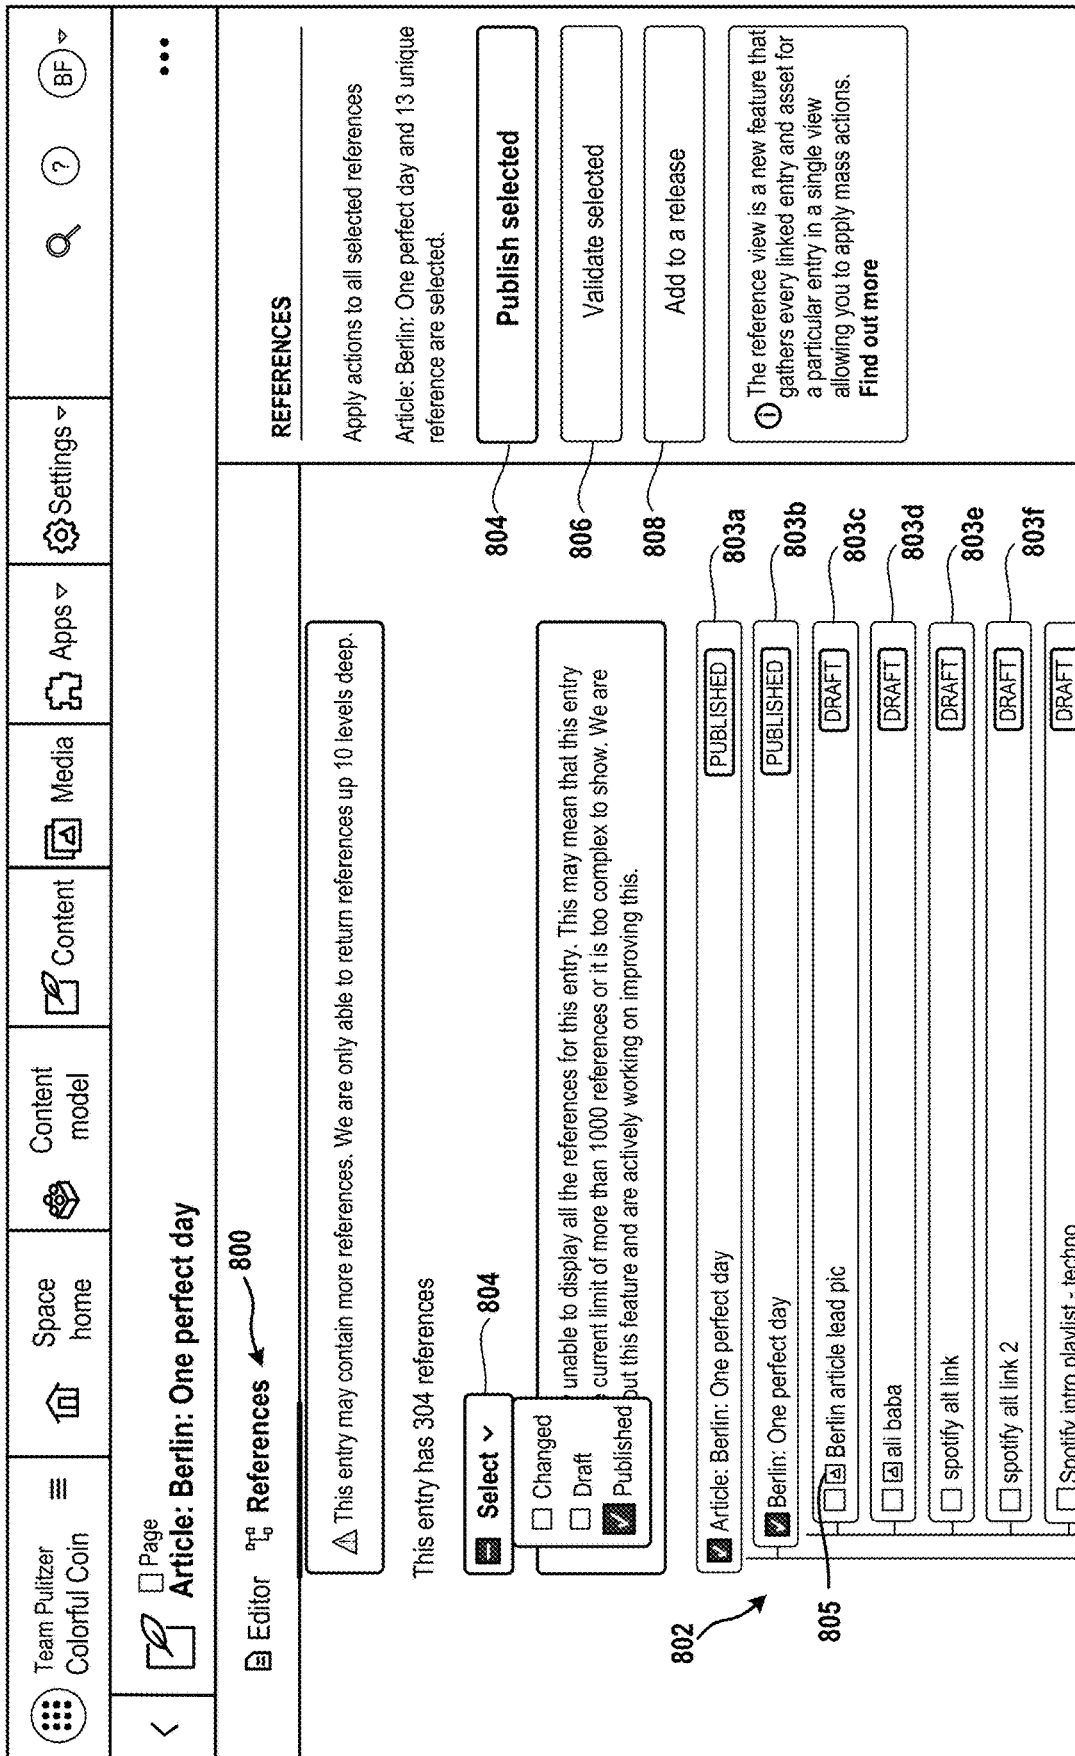 Team Pulitzer
Colorful Coin
Space
home
Content
model
Content
Media
Apps
Settings
?
BF
Page
Article: Berlin: One perfect day
Editor
References
800
This entry may contain more references. We are only able to return references up 10 levels deep.
This entry has 304 references
Select
804
Changed
Draft
Published
unable to display all the references for this entry. This may mean that this entry
current limit of more than 1000 references or it is too complex to show. We are
out this feature and are actively working on improving this.
802
Article: Berlin: One perfect day
PUBLISHED
803a
Berlin: One perfect day
PUBLISHED
803b
805
Berlin article lead pic
DRAFT
803c
ali baba
DRAFT
803d
spotify alt link
DRAFT
803e
spotify alt link 2
DRAFT
803f
Spotify intro playlist - techno
DRAFT
REFERENCES
Apply actions to all selected references
Article: Berlin: One perfect day and 13 unique
reference are selected.
804
Publish selected
806
Validate selected
808
Add to a release
The reference view is a new feature that
gathers every linked entry and asset for
a particular entry in a single view
allowing you to apply mass actions.
Find out more